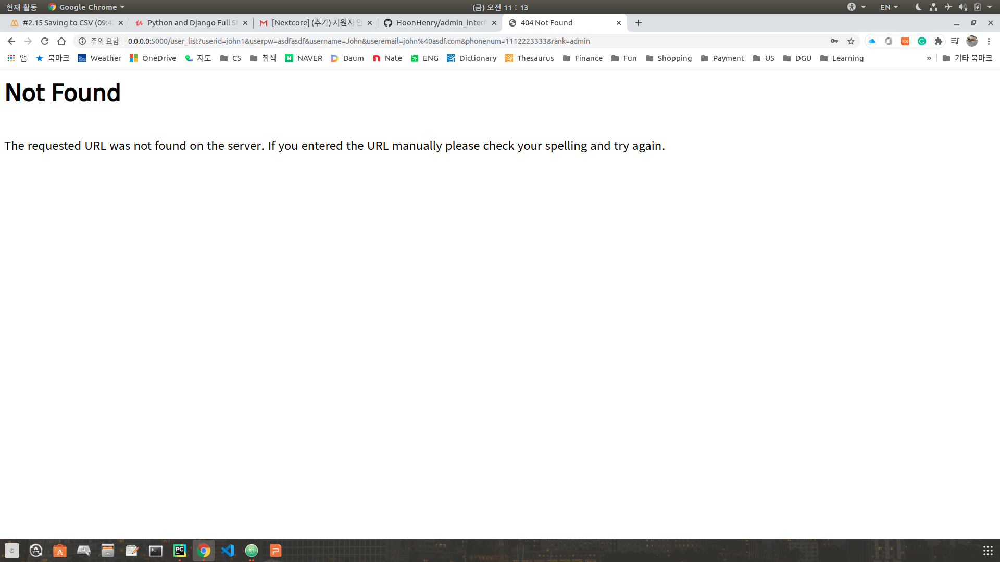 현재 활동 Google Chrome (금) 오전 11 : 13 EN
#2.15 Saving to CSV (09:42 Python and Django Full St [Nextcore] (추가) 지원자 인 HoonHenry/admin_interf 404 Not Found
주의 요함 0.0.0.0:5000/user_list?userid=john1&userpw=asdfasdf&username=John&useremail=john%40asdf.com&phonenum=1112223333&rank=admin
앱 북마크 Weather OneDrive 지도 CS 취직 NAVER Daum Nate ENG Dictionary Thesaurus Finance Fun Shopping Payment US DGU Learning » 기타 북마크
Not Found
The requested URL was not found on the server. If you entered the URL manually please check your spelling and try again.